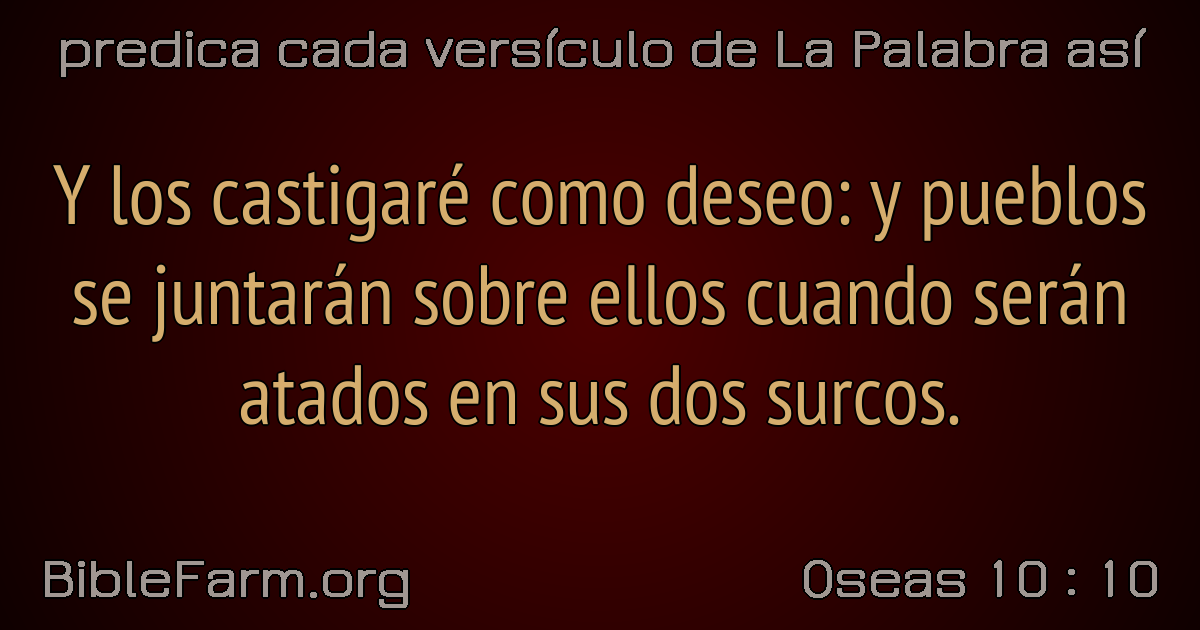 predica cada versículo de La Palabra así
Y los castigaré como deseo: y pueblos
se juntarán sobre ellos cuando serán
atados en sus dos surcos.
BibleFarm.org
Oseas 10 : 10